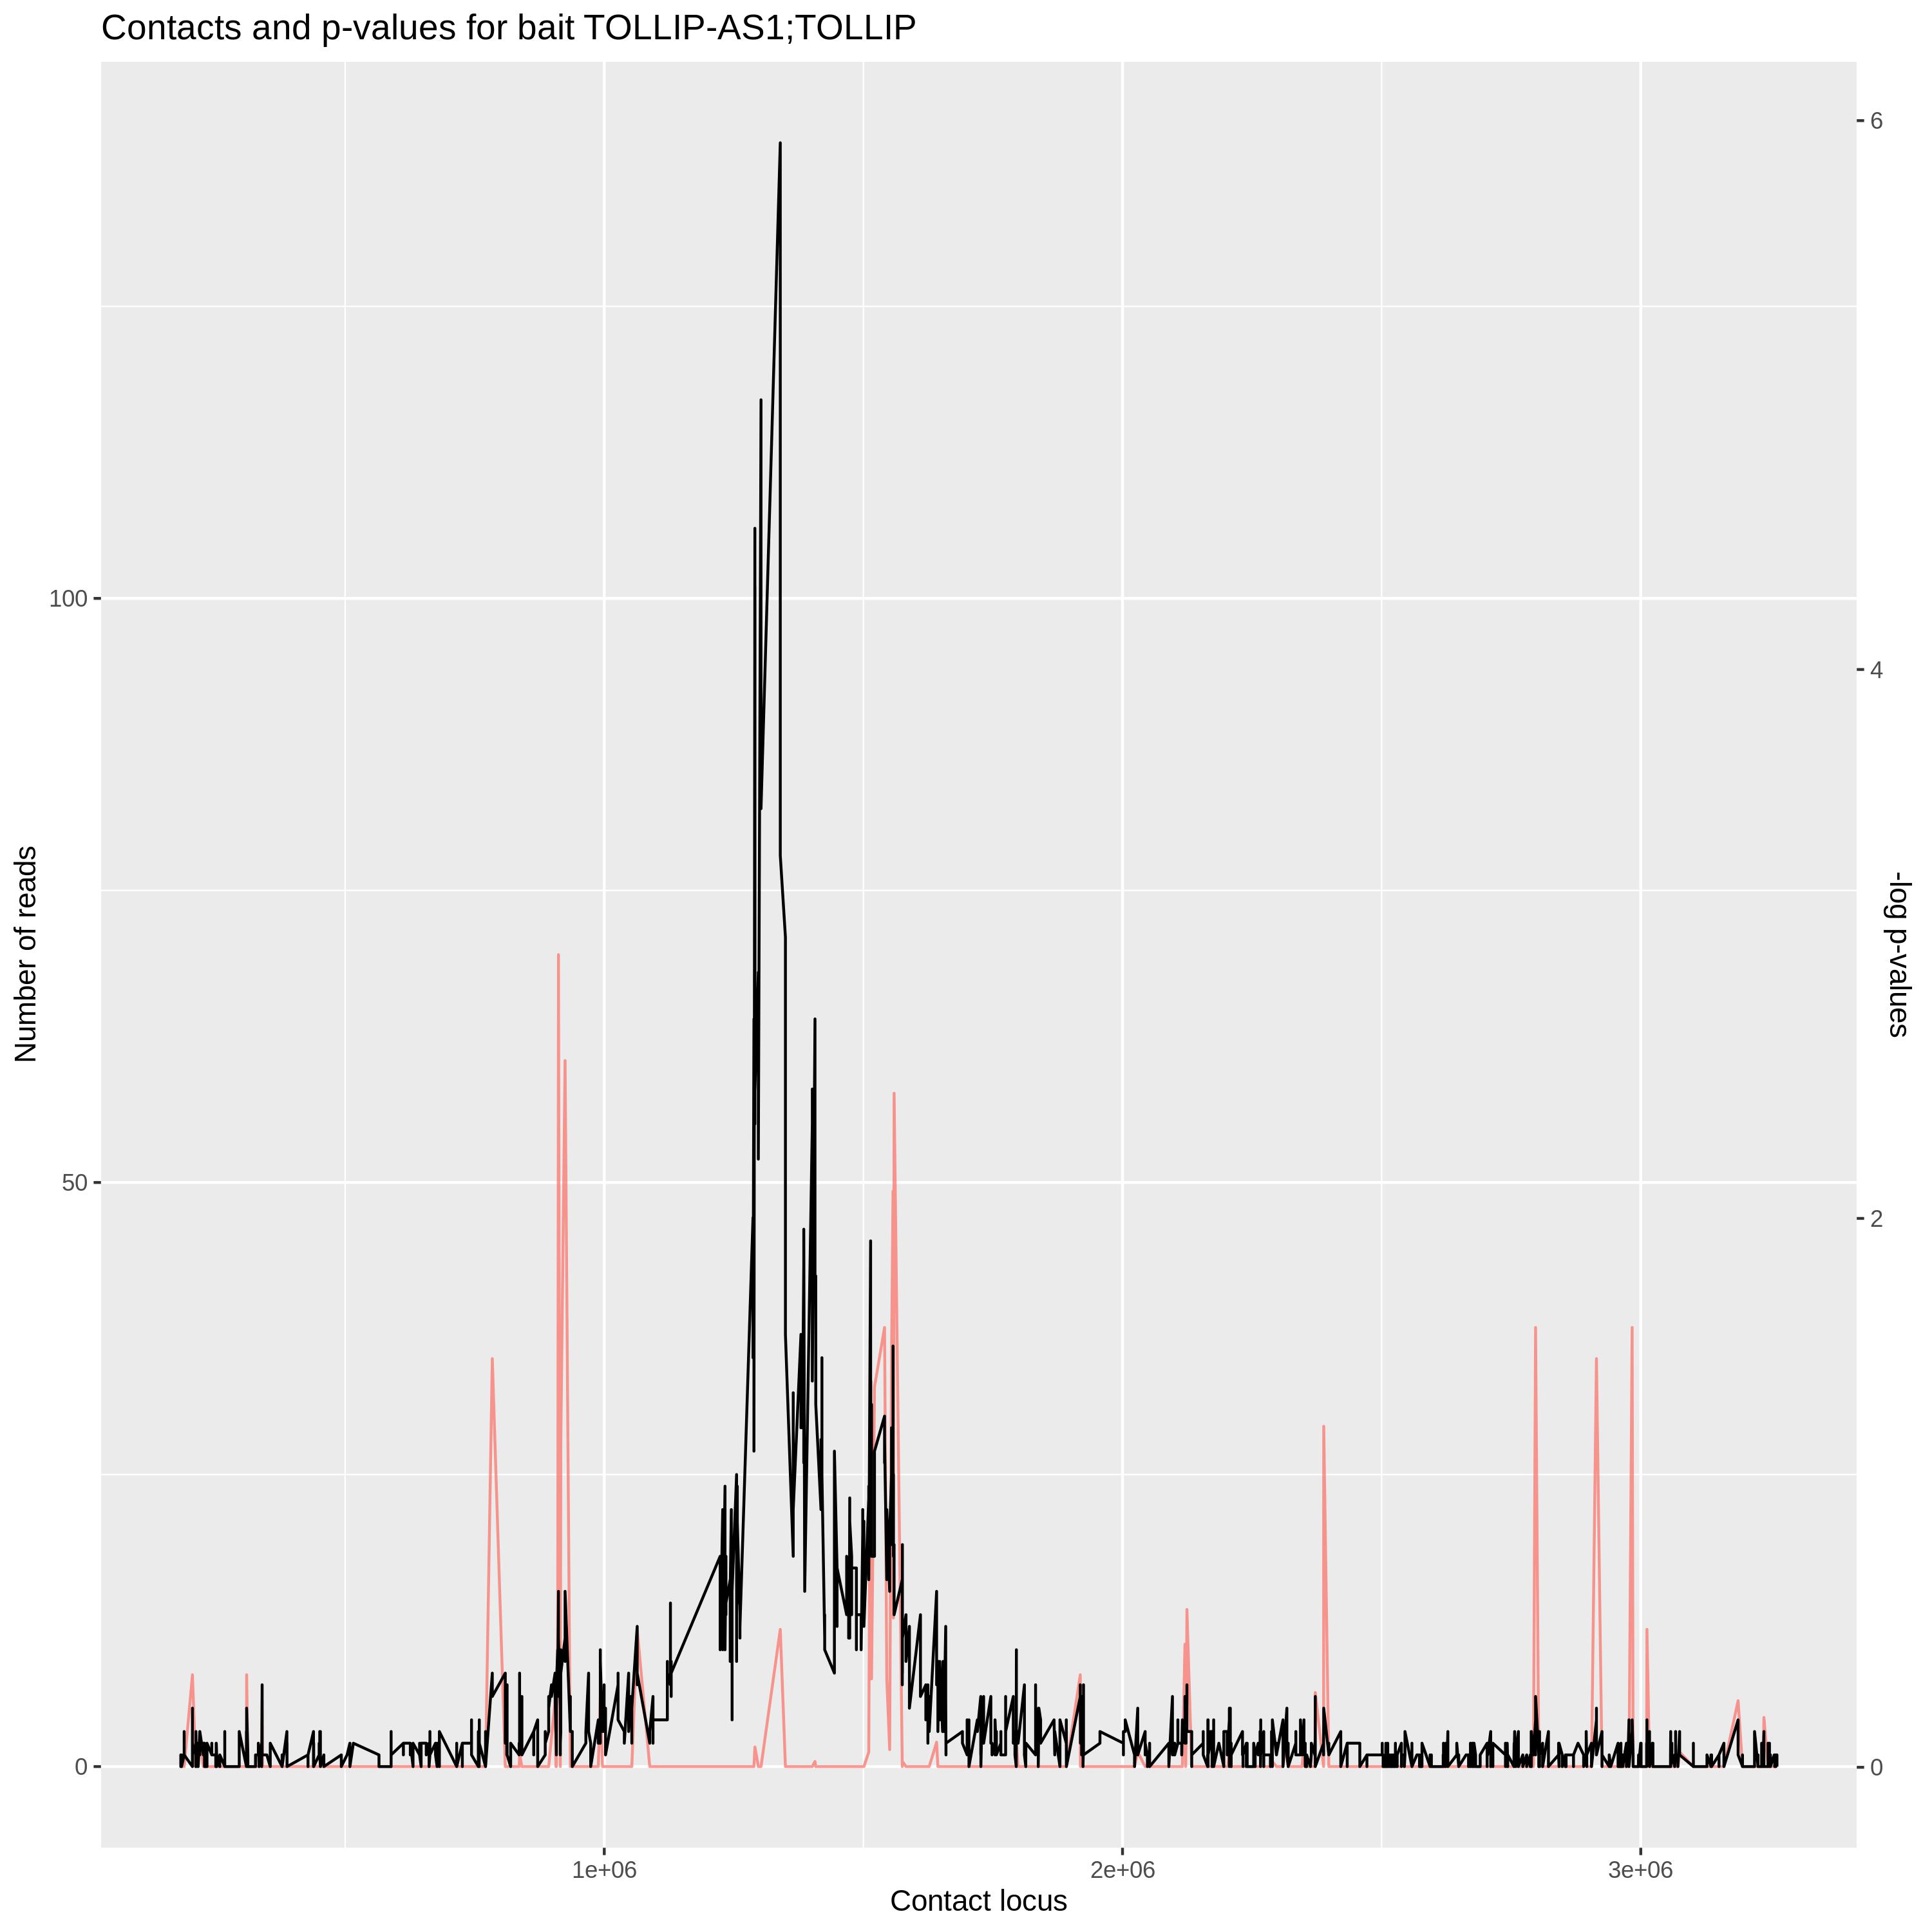 Contacts and p-values for bait TOLLIP-AS1;TOLLIP
6
100
4
Number of reads
-log p-values
50
2
0
0
1e+06
2e+06
3e+06
Contact locus